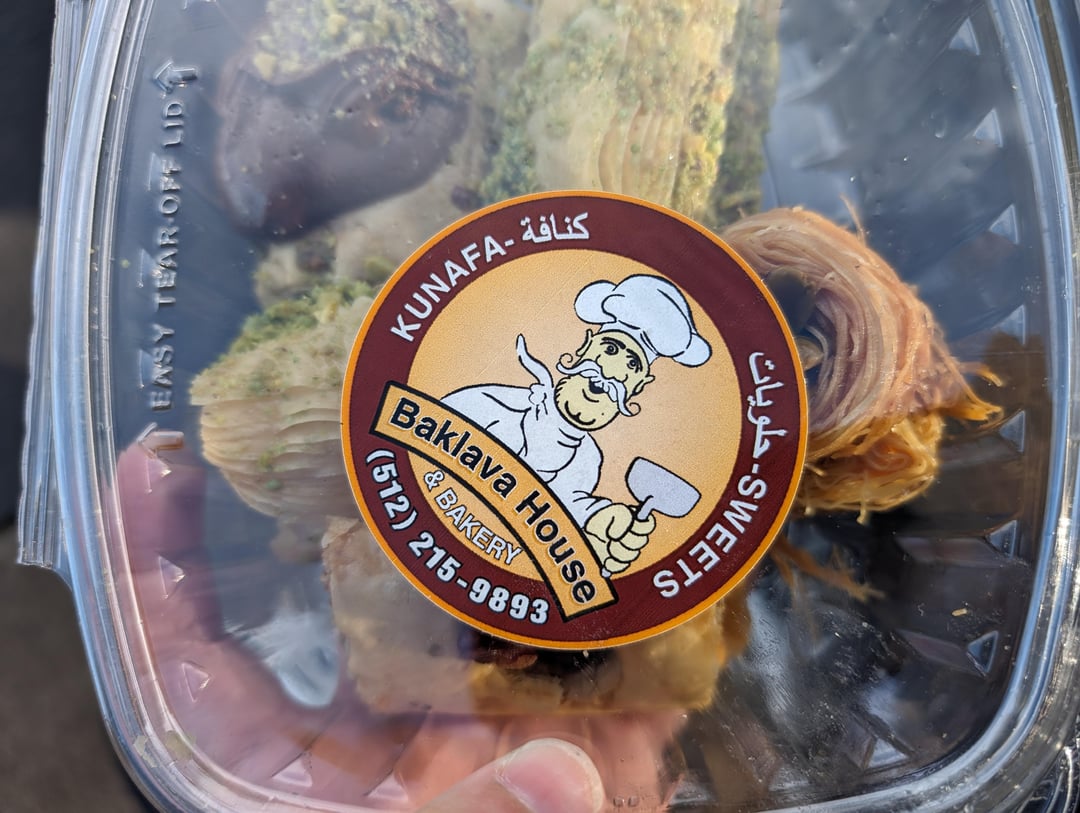 EASY TEAR-OFF LID
KUNAFA- كنافة
حلويات-SWEETS
Baklava House
& BAKERY
(512) 215-9893